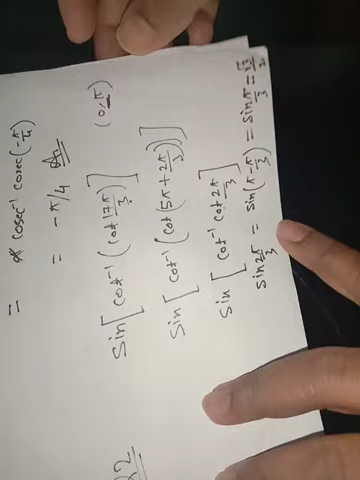 = cosec⁻¹ cosec(-π/4)
= -π/4 Ans
(0,π)
Sin[cot⁻¹(cot 17π/3)]
Sin[cot⁻¹(cot(5π + 2π/3))]
Sin[cot⁻¹ cot 2π/3]
Sin 2π/3 = Sin(π - π/3) = Sin π/3 = √3/2